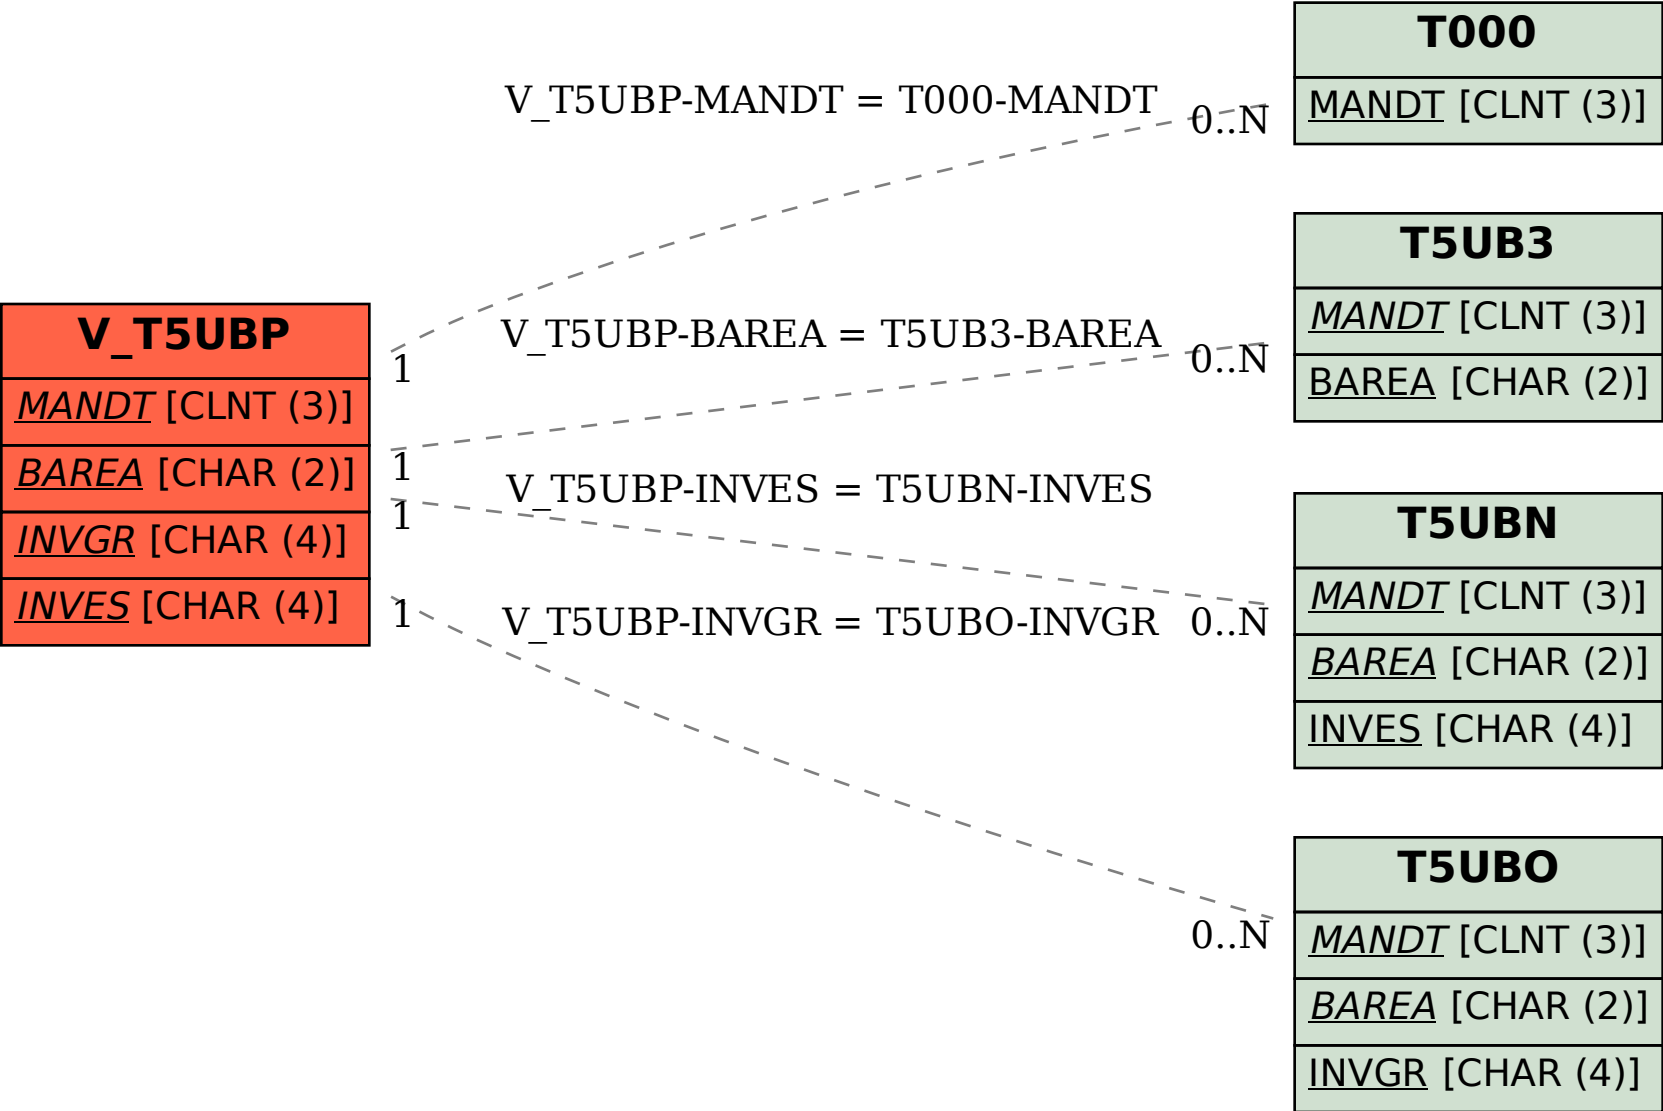 T000
MANDT [CLNT (3)]
V_T5UBP-MANDT = T000-MANDT
0..N
T5UB3
MANDT [CLNT (3)]
BAREA [CHAR (2)]
V_T5UBP
MANDT [CLNT (3)]
BAREA [CHAR (2)]
INVGR [CHAR (4)]
INVES [CHAR (4)]
1
V_T5UBP-BAREA = T5UB3-BAREA
0..N
1
V_T5UBP-INVES = T5UBN-INVES
1
T5UBN
MANDT [CLNT (3)]
BAREA [CHAR (2)]
INVES [CHAR (4)]
1
V_T5UBP-INVGR = T5UBO-INVGR
0..N
T5UBO
MANDT [CLNT (3)]
BAREA [CHAR (2)]
INVGR [CHAR (4)]
0..N